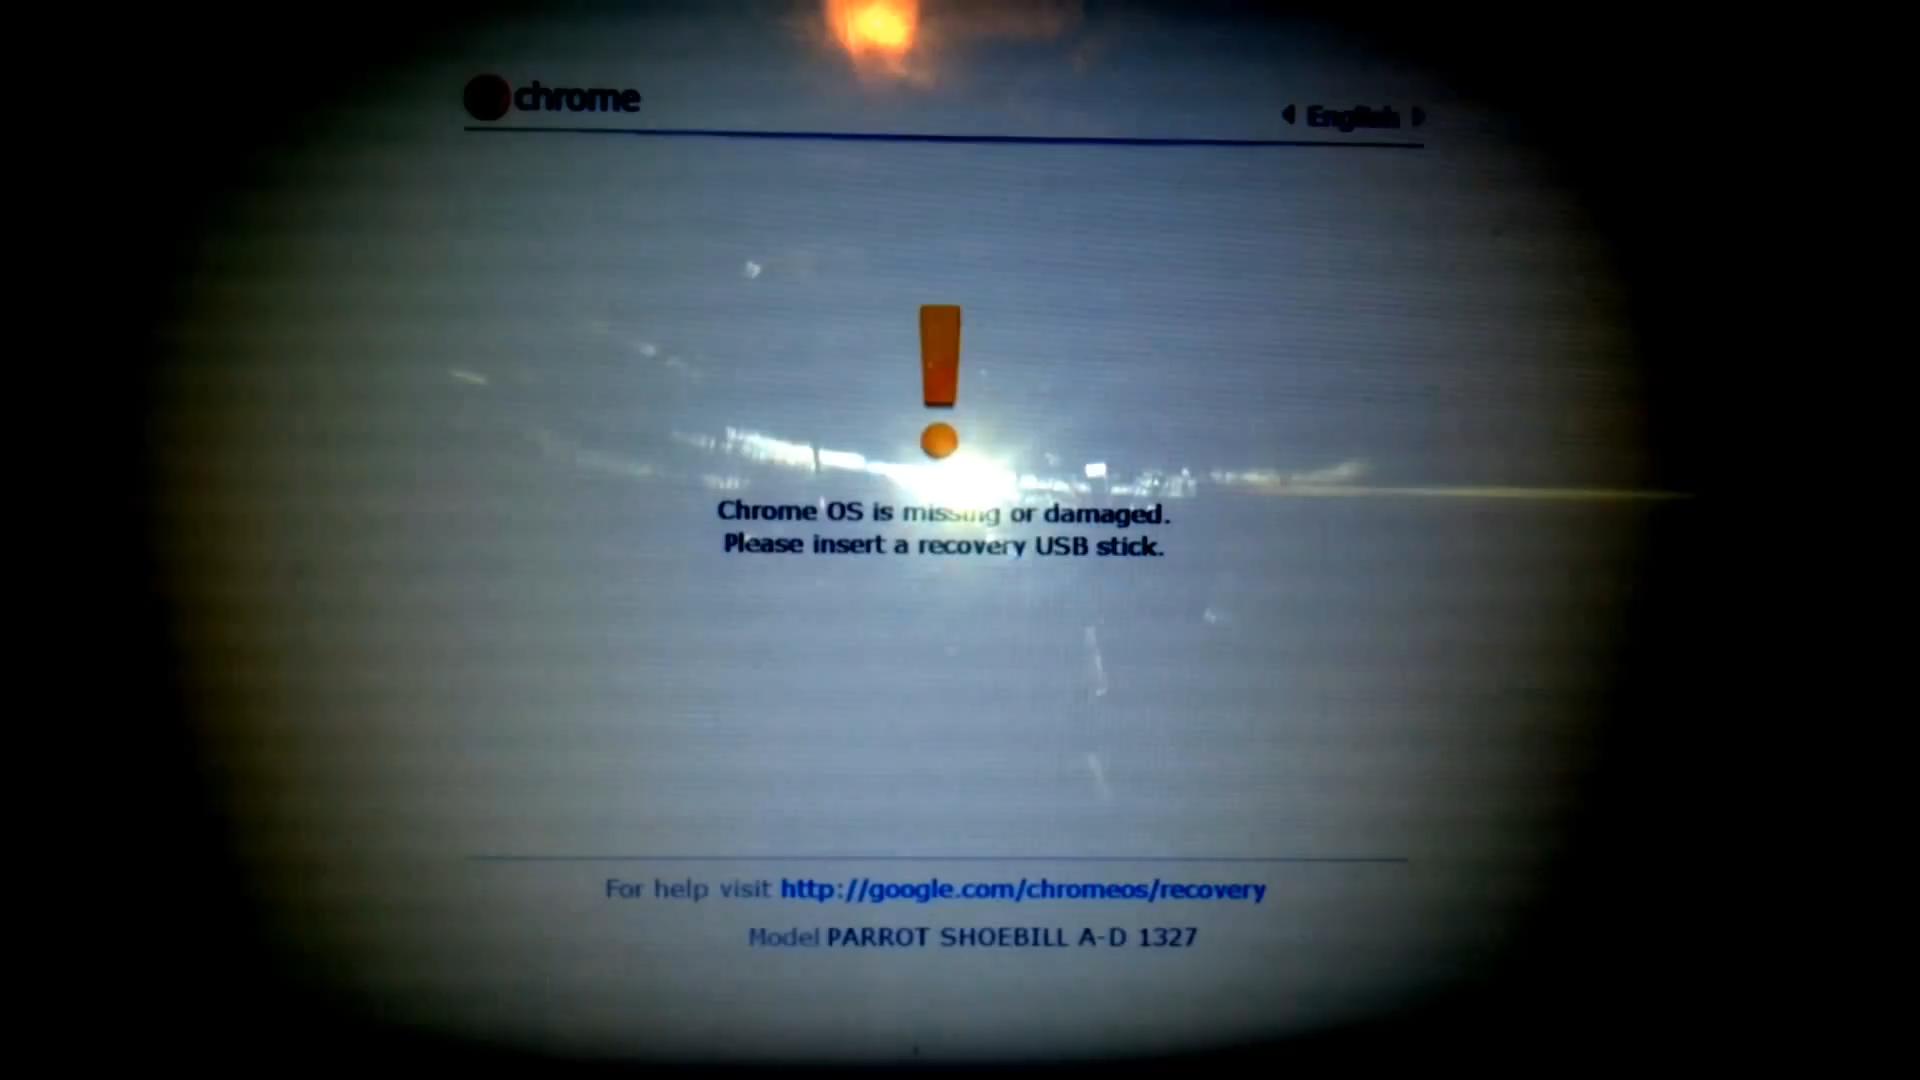 chrome
English
Chrome OS is missing or damaged.
Please insert a recovery USB stick.
For help visit http://google.com/chromeos/recovery
Model PARROT SHOEBILL A-D 1327